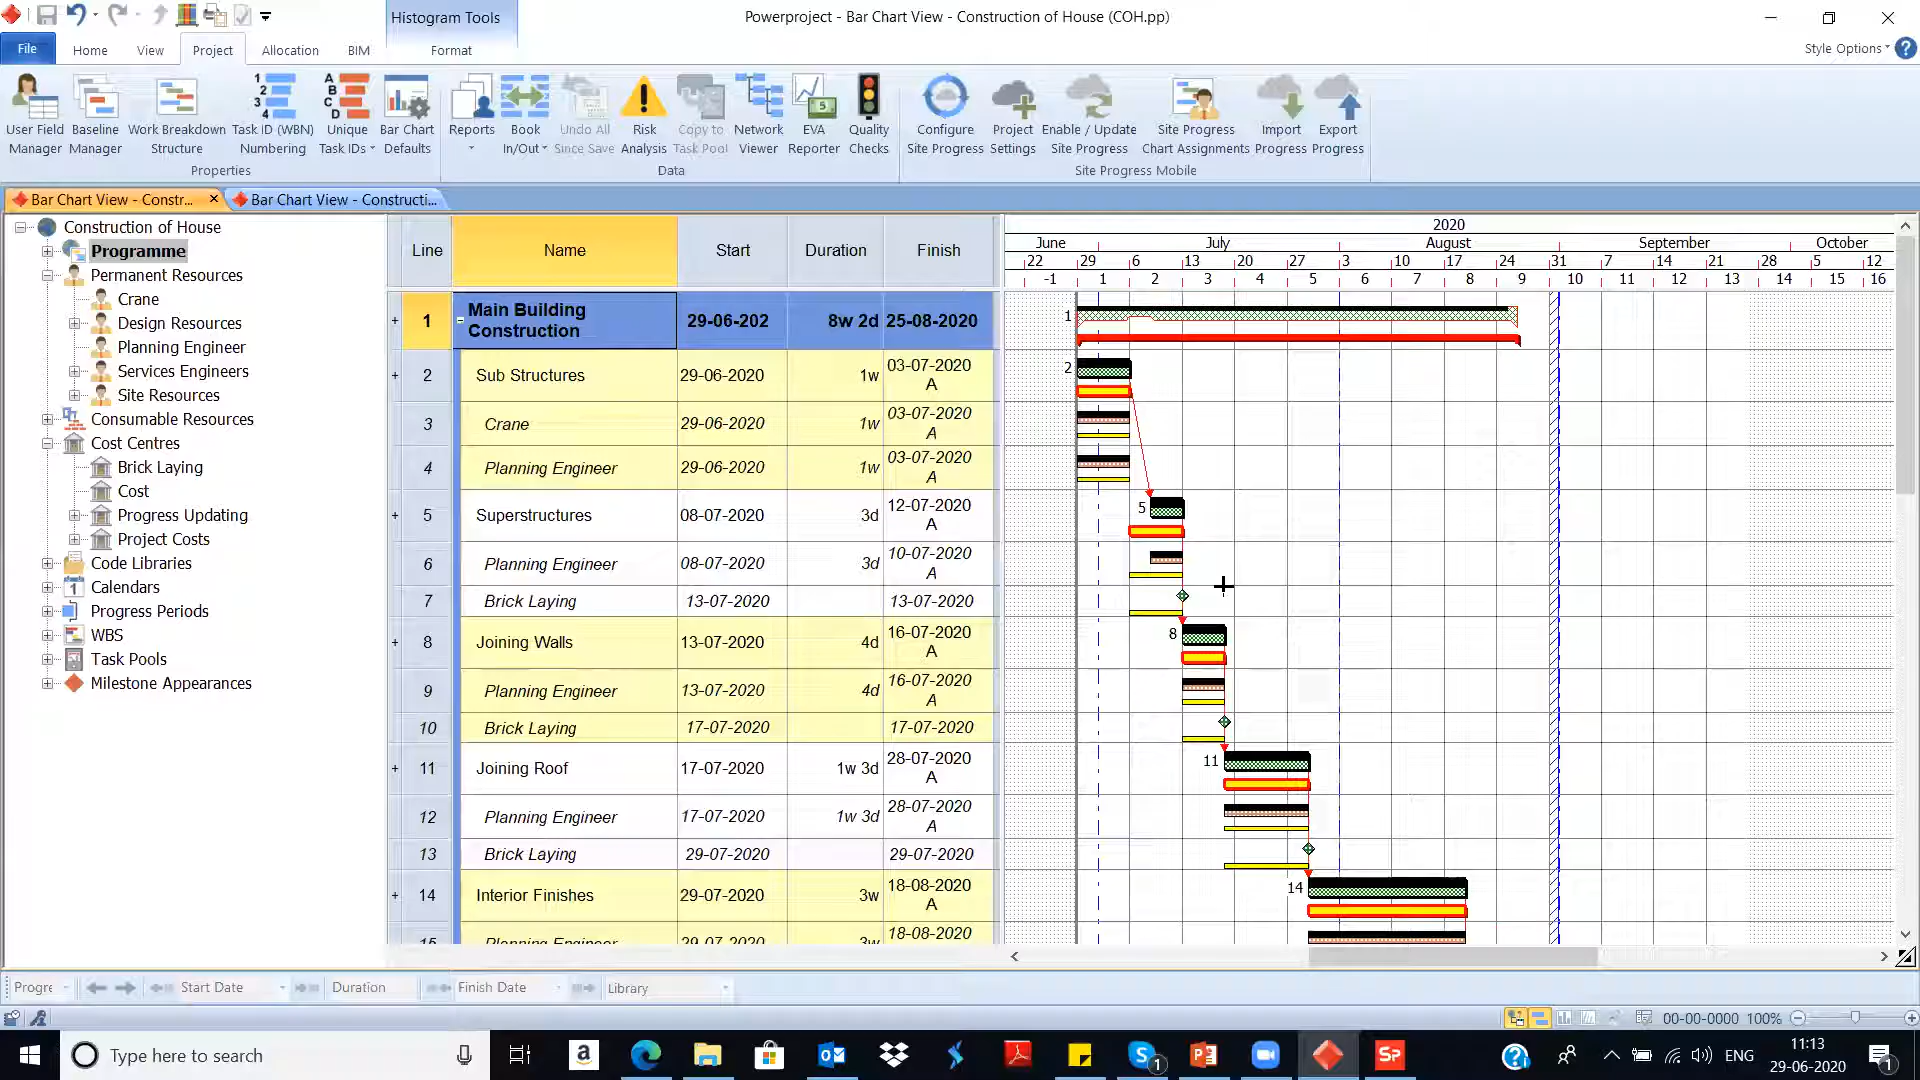 Histogram Tools
Powerproject - Bar Chart View - Construction of House (COH.pp)
File Home View Project Allocation BIM Format
Style Options
User Field Manager
Baseline Manager
Work Breakdown Structure
Task ID (WBN) Numbering
Unique Task IDs
Bar Chart Defaults
Reports
Book In/Out
Undo All Since Save
Risk Analysis
Copy to Task Pool
Network Viewer
EVA Reporter
Quality Checks
Configure Site Progress
Project Settings
Enable / Update Site Progress
Site Progress Chart Assignments
Import Progress
Export Progress
Properties
Data
Site Progress Mobile
Bar Chart View - Constr...
Bar Chart View - Constructi...
Construction of House
Programme
Permanent Resources
Crane
Design Resources
Planning Engineer
Services Engineers
Site Resources
Consumable Resources
Cost Centres
Brick Laying
Cost
Progress Updating
Project Costs
Code Libraries
Calendars
Progress Periods
WBS
Task Pools
Milestone Appearances
Line Name Start Duration Finish
1 Main Building Construction 29-06-202 8w 2d 25-08-2020
2 Sub Structures 29-06-2020 1w 03-07-2020 A
3 Crane 29-06-2020 1w 03-07-2020 A
4 Planning Engineer 29-06-2020 1w 03-07-2020 A
5 Superstructures 08-07-2020 3d 12-07-2020 A
6 Planning Engineer 08-07-2020 3d 10-07-2020 A
7 Brick Laying 13-07-2020 13-07-2020
8 Joining Walls 13-07-2020 4d 16-07-2020 A
9 Planning Engineer 13-07-2020 4d 16-07-2020 A
10 Brick Laying 17-07-2020 17-07-2020
11 Joining Roof 17-07-2020 1w 3d 28-07-2020 A
12 Planning Engineer 17-07-2020 1w 3d 28-07-2020 A
13 Brick Laying 29-07-2020 29-07-2020
14 Interior Finishes 29-07-2020 3w 18-08-2020 A
15 Planning Engineer 29-07-2020 3w 18-08-2020
2020
June July August September October
22 29 6 13 20 27 3 10 17 24 31 7 14 21 28 5 12
-1 1 2 3 4 5 6 7 8 9 10 11 12 13 14 15 16
1
2
5
8
11
14
Progre Start Date Duration Finish Date Library
00-00-0000 100%
Type here to search
ENG
11:13
29-06-2020